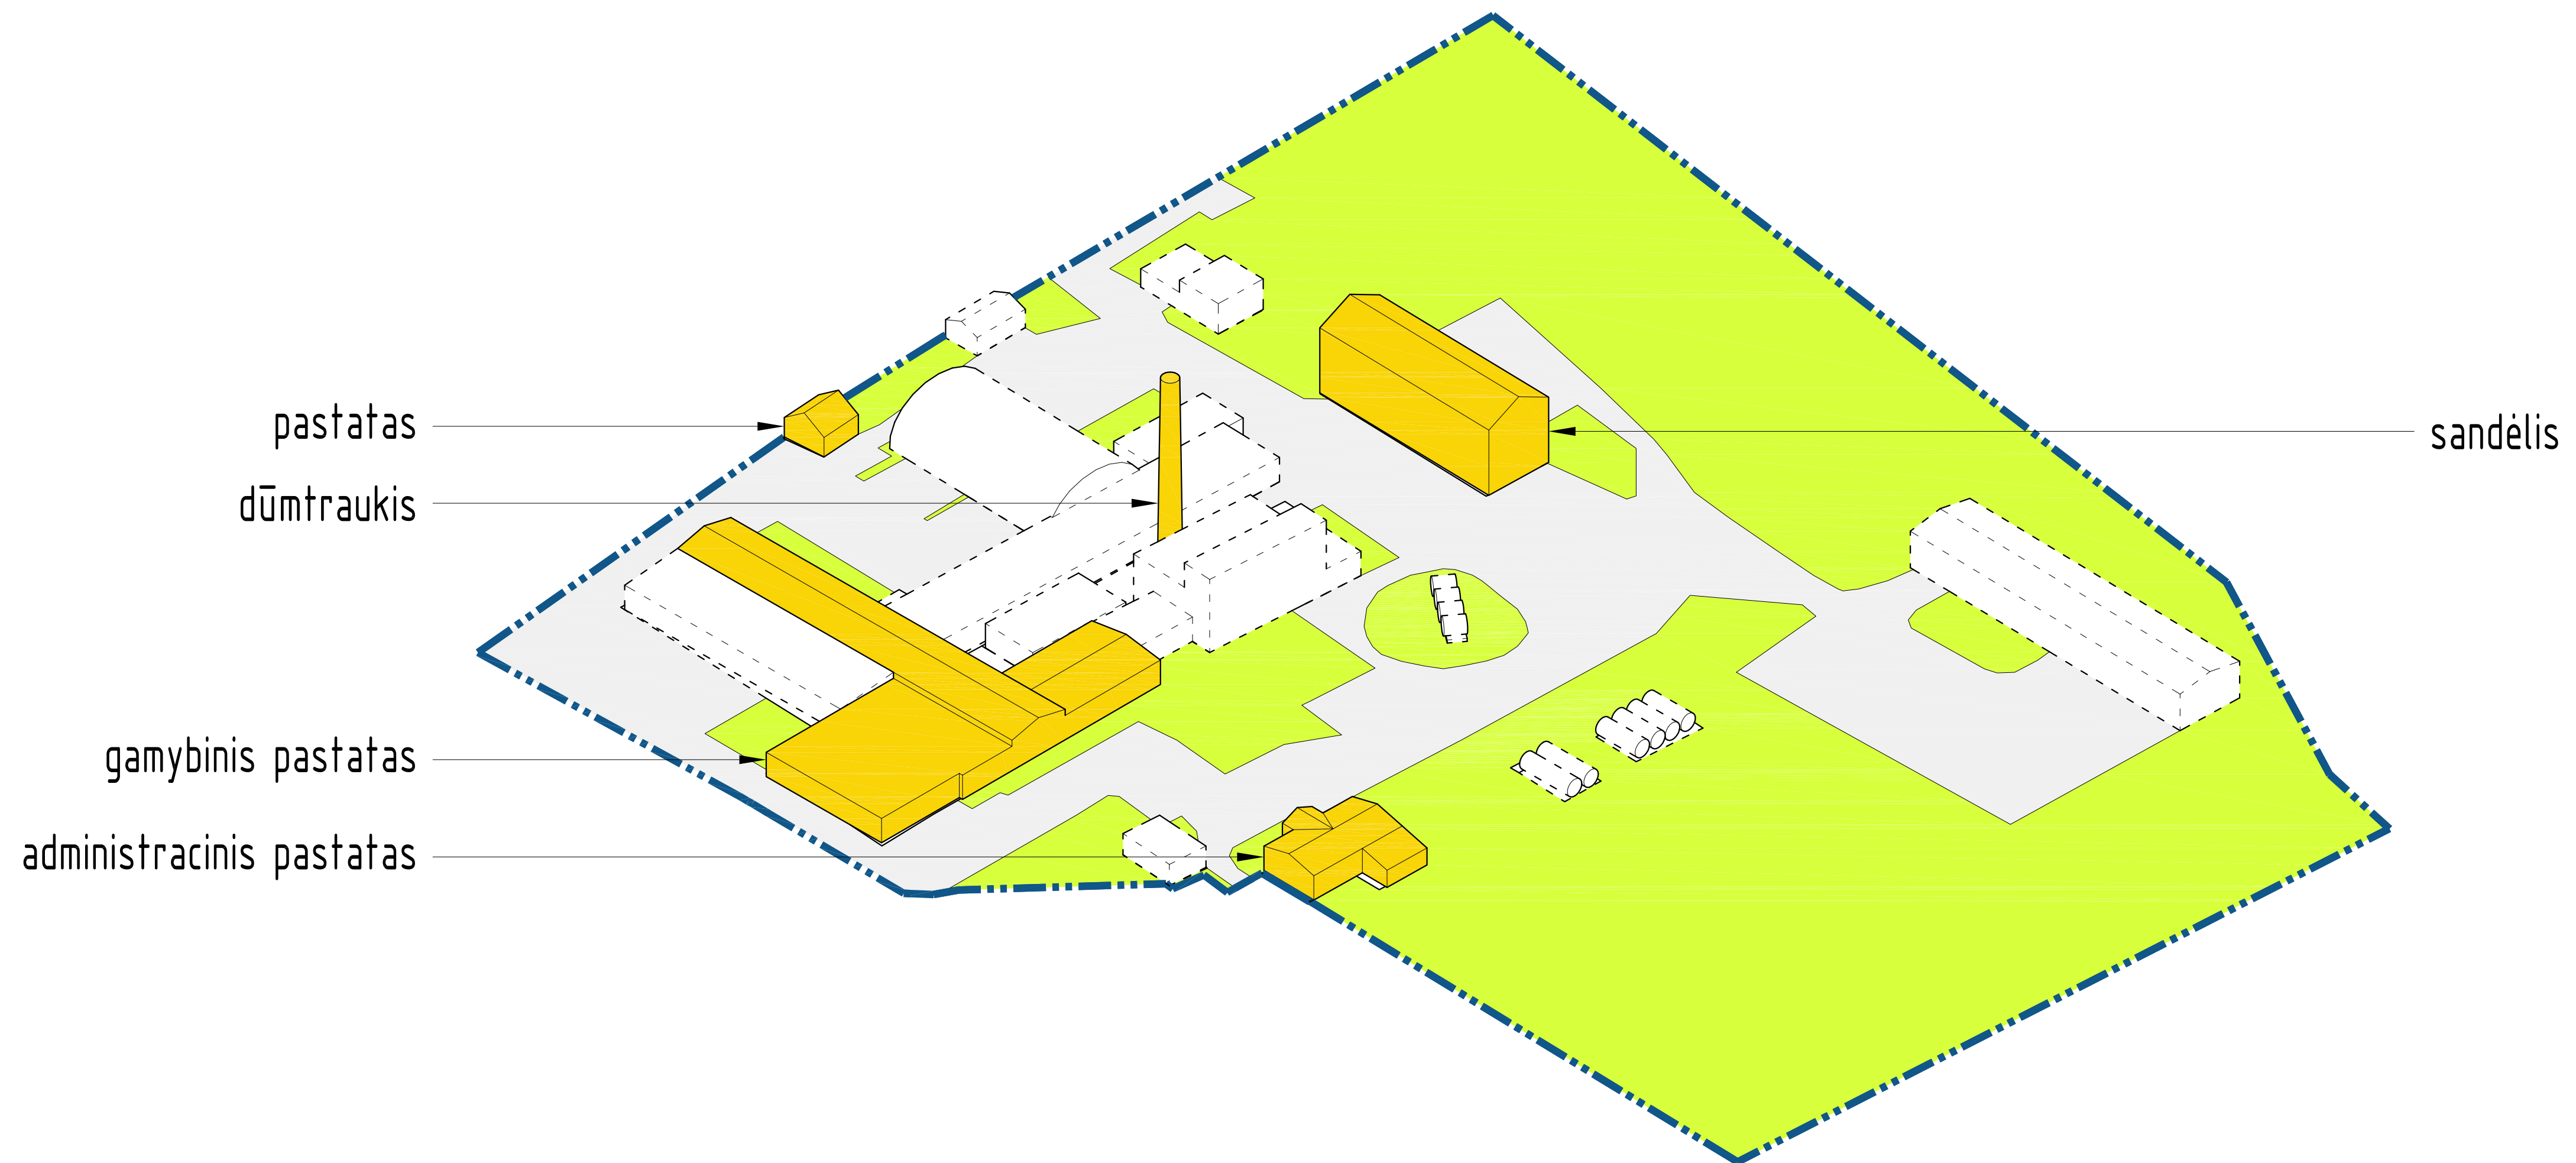 pastatas
sandėlis
dūmtraukis
gamybinis pastatas
administracinis pastatas